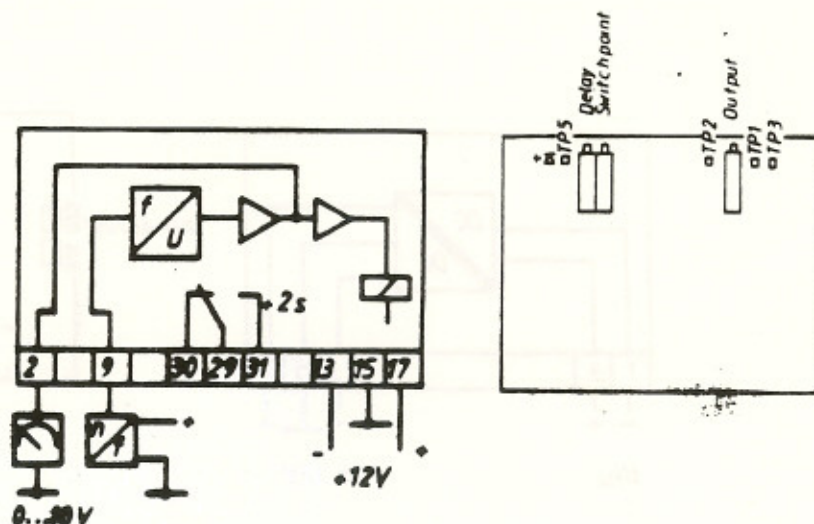 f
U
+ 2s
2 9 30 29 31 13 15 17
n
f
+
- +
+12V
Delay
Switchpoint
Output
TP5
TP2
TP1
TP3
+